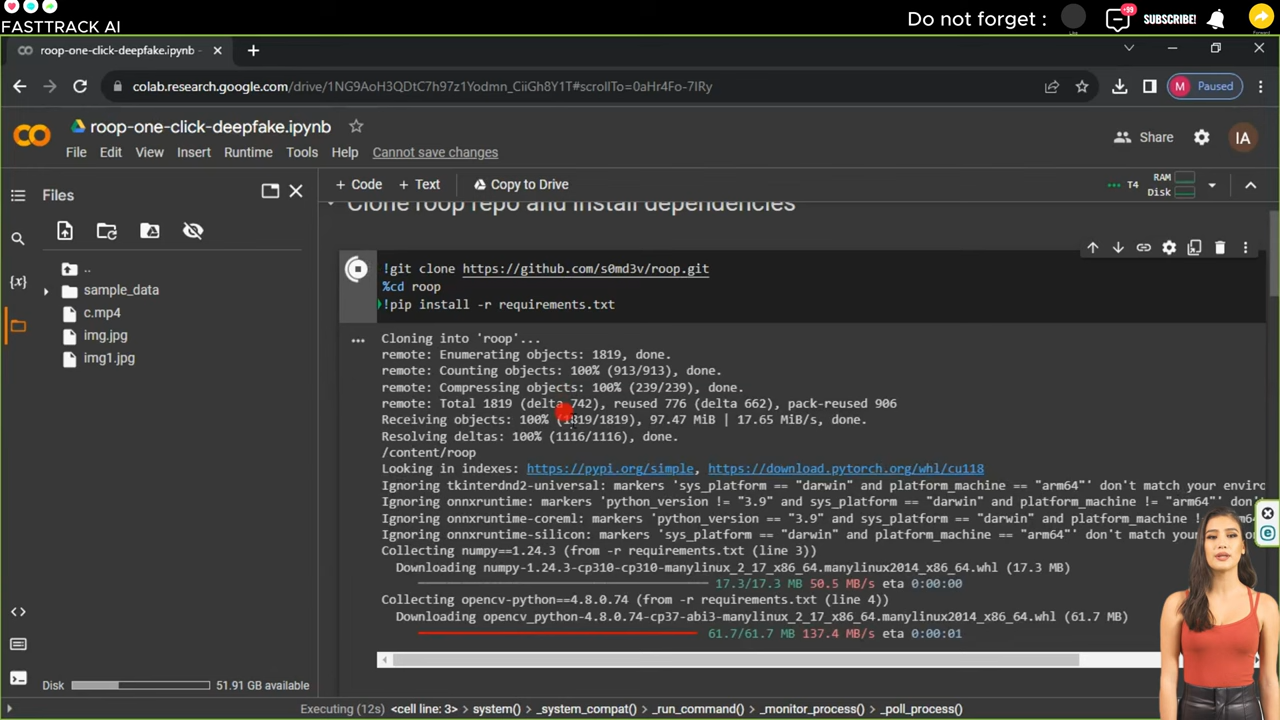 FASTTRACK AI
Do not forget :
Like
+99
SUBSCRIBE!
Forward
roop-one-click-deepfake.ipynb -
colab.research.google.com/drive/1NG9AoH3QDtC7h97z1Yodmn_CiiGh8Y1T#scrollTo=0aHr4Fo-7IRy
M Paused
roop-one-click-deepfake.ipynb
File Edit View Insert Runtime Tools Help Cannot save changes
Share
IA
Files
+ Code + Text Copy to Drive
T4 RAM
Disk
Clone roop repo and install dependencies
..
sample_data
c.mp4
img.jpg
img1.jpg
{x}
!git clone https://github.com/s0md3v/roop.git
%cd roop
!pip install -r requirements.txt
Cloning into 'roop'...
remote: Enumerating objects: 1819, done.
remote: Counting objects: 100% (913/913), done.
remote: Compressing objects: 100% (239/239), done.
remote: Total 1819 (delta 742), reused 776 (delta 662), pack-reused 906
Receiving objects: 100% (1819/1819), 97.47 MiB | 17.65 MiB/s, done.
Resolving deltas: 100% (1116/1116), done.
/content/roop
Looking in indexes: https://pypi.org/simple, https://download.pytorch.org/whl/cu118
Ignoring tkinterdnd2-universal: markers 'sys_platform == "darwin" and platform_machine == "arm64"' don't match your enviro
Ignoring onnxruntime: markers 'python_version != "3.9" and sys_platform == "darwin" and platform_machine != "arm64"' don't
Ignoring onnxruntime-coreml: markers 'python_version == "3.9" and sys_platform == "darwin" and platform_machine !=
Ignoring onnxruntime-silicon: markers 'sys_platform == "darwin" and platform_machine == "arm64"' don't match your
Collecting numpy==1.24.3 (from -r requirements.txt (line 3))
Downloading numpy-1.24.3-cp310-cp310-manylinux_2_17_x86_64.manylinux2014_x86_64.whl (17.3 MB)
17.3/17.3 MB 50.5 MB/s eta 0:00:00
Collecting opencv-python==4.8.0.74 (from -r requirements.txt (line 4))
Downloading opencv_python-4.8.0.74-cp37-abi3-manylinux_2_17_x86_64.manylinux2014_x86_64.whl (61.7 MB)
61.7/61.7 MB 137.4 MB/s eta 0:00:01
Disk 51.91 GB available
Executing (12s) <cell line: 3> system() _system_compat() _run_command() _monitor_process() _poll_process()